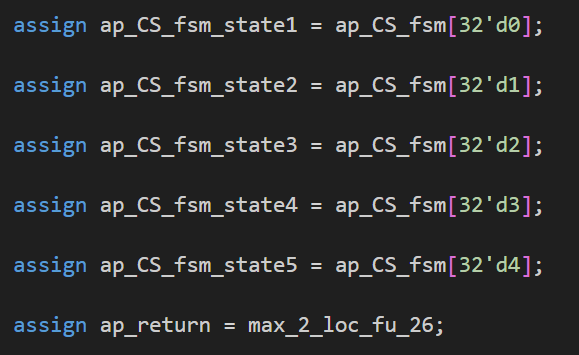 assign ap_CS_fsm_state1 = ap_CS_fsm[32'd0];
assign ap_CS_fsm_state2 = ap_CS_fsm[32'd1];
assign ap_CS_fsm_state3 = ap_CS_fsm[32'd2];
assign ap_CS_fsm_state4 = ap_CS_fsm[32'd3];
assign ap_CS_fsm_state5 = ap_CS_fsm[32'd4];
assign ap_return = max_2_loc_fu_26;